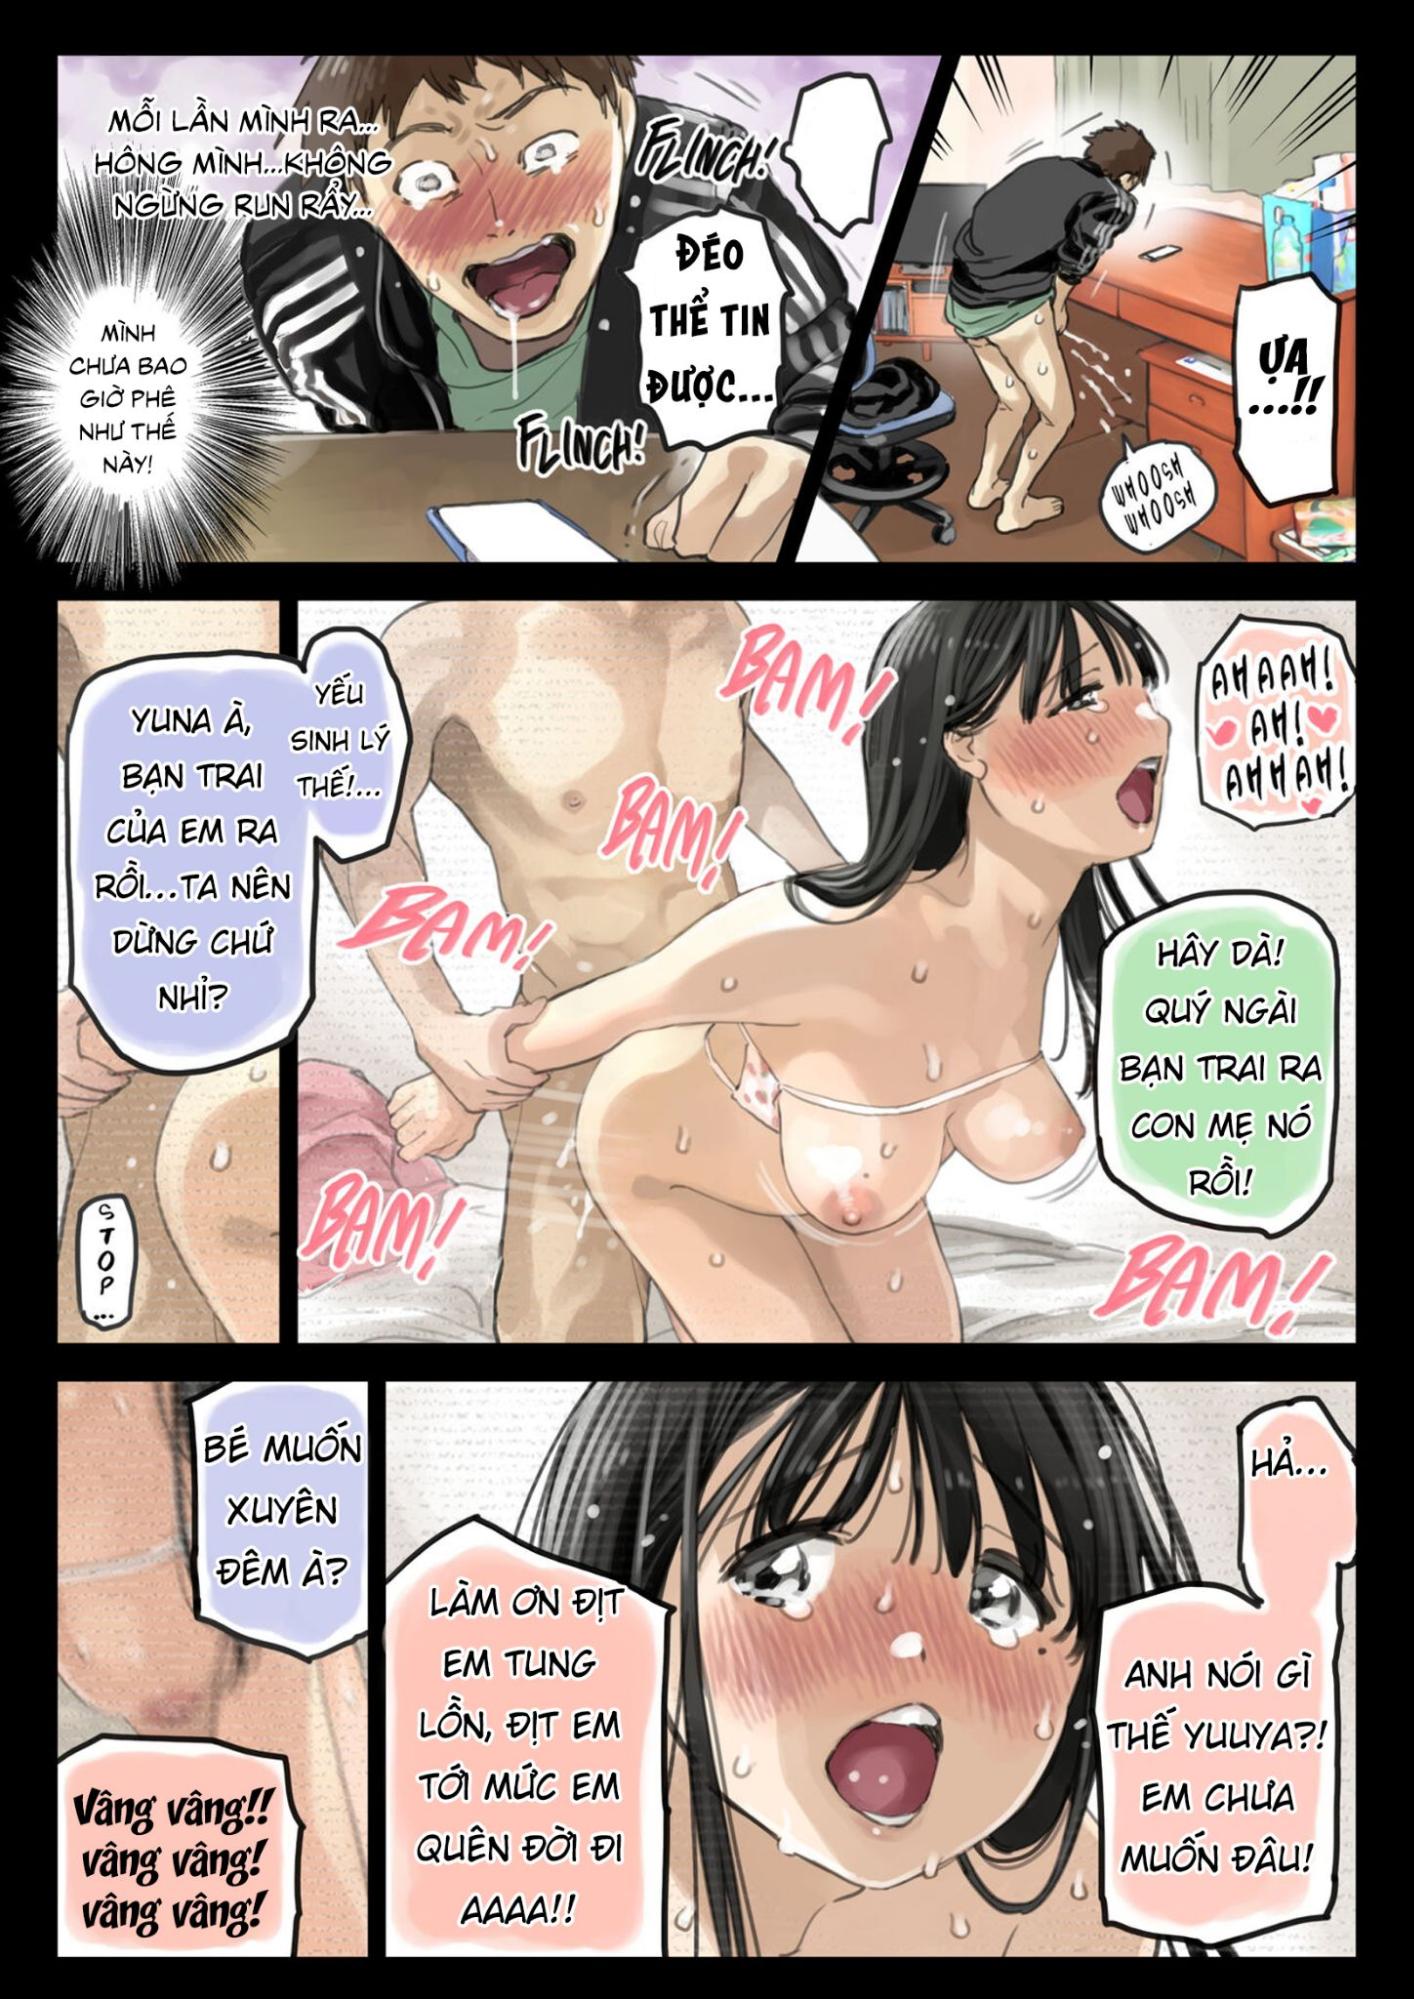 ỰA
...!!
WHOOSH
WHOOSH
FLINCH!
ĐÉO
THỂ TIN
ĐƯỢC...
FLINCH!
MỖI LẦN MÌNH RA...
HÔNG MÌNH...KHÔNG
NGỪNG RUN RẨY...
MÌNH
CHƯA BAO
GIỜ PHÊ
NHƯ THẾ
NÀY!
AHAAH!
AH!
AHHAH!
HÂY DÀ!
QUÝ NGÀI
BẠN TRAI RA
CON MẸ NÓ
RỒI!
BAM!
BAM!
BAM!
BAM!
BAM!
YẾU
SINH LÝ
THẾ!...
YUNA À,
BẠN TRAI
CỦA EM RA
RỒI...TA NÊN
DỪNG CHỨ
NHỈ?
STOP...
HẢ...
ANH NÓI GÌ
THẾ YUUYA?!
EM CHƯA
MUỐN ĐÂU!
LÀM ƠN ĐỊT
EM TUNG
LỒN, ĐỊT EM
TỚI MỨC EM
QUÊN ĐỜI ĐI
AAAA!!
BÉ MUỐN
XUYÊN
ĐÊM À?
Vâng vâng!!
vâng vâng!
vâng vâng!